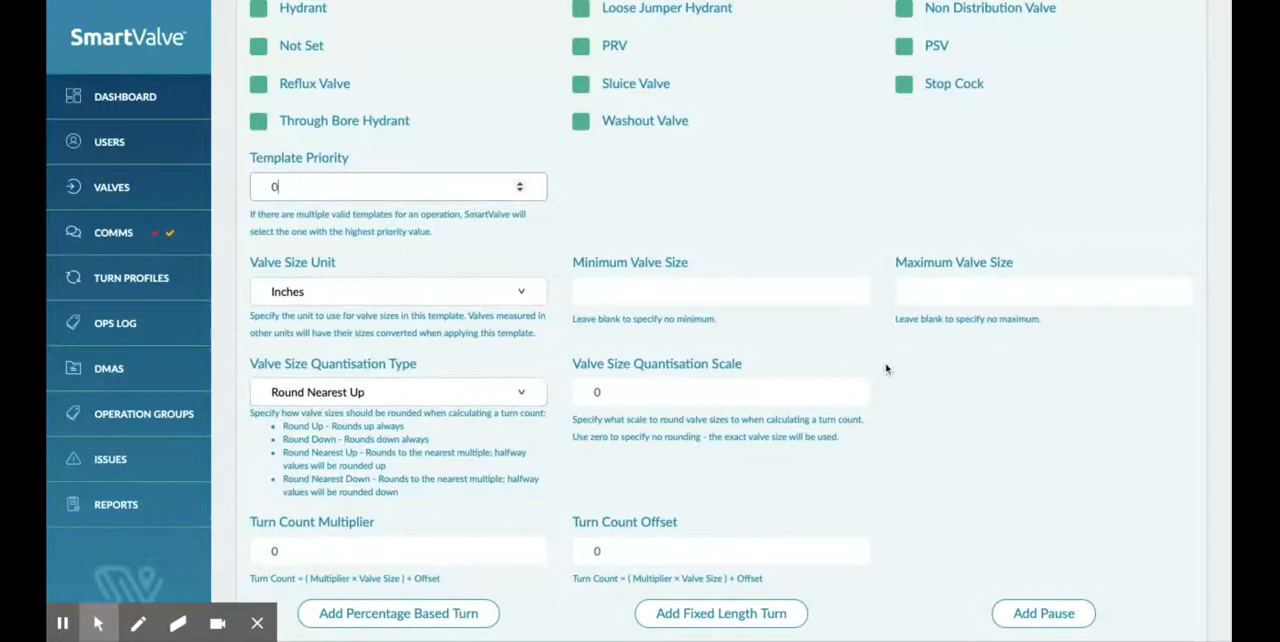 SmartValve
DASHBOARD
USERS
VALVES
COMMS
TURN PROFILES
OPS LOG
DMAS
OPERATION GROUPS
ISSUES
REPORTS
Hydrant
Loose Jumper Hydrant
Non Distribution Valve
Not Set
PRV
PSV
Reflux Valve
Sluice Valve
Stop Cock
Through Bore Hydrant
Washout Valve
Template Priority
0
If there are multiple valid templates for an operation, SmartValve will
select the one with the highest priority value.
Valve Size Unit
Inches
Specify the unit to use for valve sizes in this template. Valves measured in
other units will have their sizes converted when applying this template.
Minimum Valve Size
Leave blank to specify no minimum.
Maximum Valve Size
Leave blank to specify no maximum.
Valve Size Quantisation Type
Round Nearest Up
Specify how valve sizes should be rounded when calculating a turn count:
• Round Up - Rounds up always
• Round Down - Rounds down always
• Round Nearest Up - Rounds to the nearest multiple; halfway
values will be rounded up
• Round Nearest Down - Rounds to the nearest multiple; halfway
values will be rounded down
Valve Size Quantisation Scale
0
Specify what scale to round valve sizes to when calculating a turn count.
Use zero to specify no rounding - the exact valve size will be used.
Turn Count Multiplier
0
Turn Count = ( Multiplier × Valve Size ) + Offset
Turn Count Offset
0
Turn Count = ( Multiplier × Valve Size ) + Offset
Add Percentage Based Turn
Add Fixed Length Turn
Add Pause